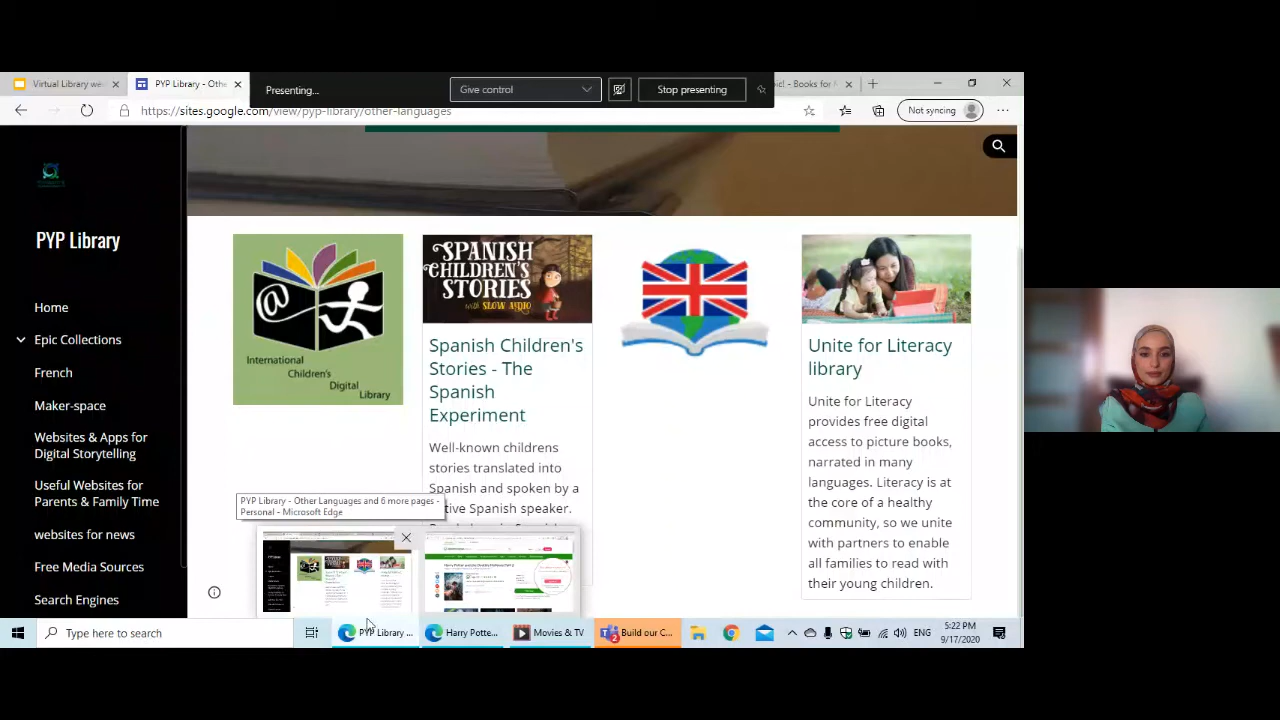 Virtual Library we
PYP Library - Othe
Presenting...
Give control
Stop presenting
ic! - Books for K
https://sites.google.com/view/pyp-library/other-languages
Not syncing
PYP Library
Home
Epic Collections
French
Maker-space
Websites & Apps for
Digital Storytelling
Useful Websites for
Parents & Family Time
websites for news
Free Media Sources
Search Engines
International
Children's
Digital
Library
SPANISH
CHILDREN'S
STORIES
with SLOW AUDIO
Spanish Children's
Stories - The
Spanish
Experiment
Well-known childrens
stories translated into
Spanish and spoken by a
tive Spanish speaker.
Unite for Literacy
library
Unite for Literacy
provides free digital
access to picture books,
narrated in many
languages. Literacy is at
the core of a healthy
community, so we unite
with partners to enable
all families to read with
their young children.
PYP Library - Other Languages and 6 more pages -
Personal - Microsoft Edge
Type here to search
PYP Library ...
Harry Potte...
Movies & TV
2
Build our C...
ENG
5:22 PM
9/17/2020